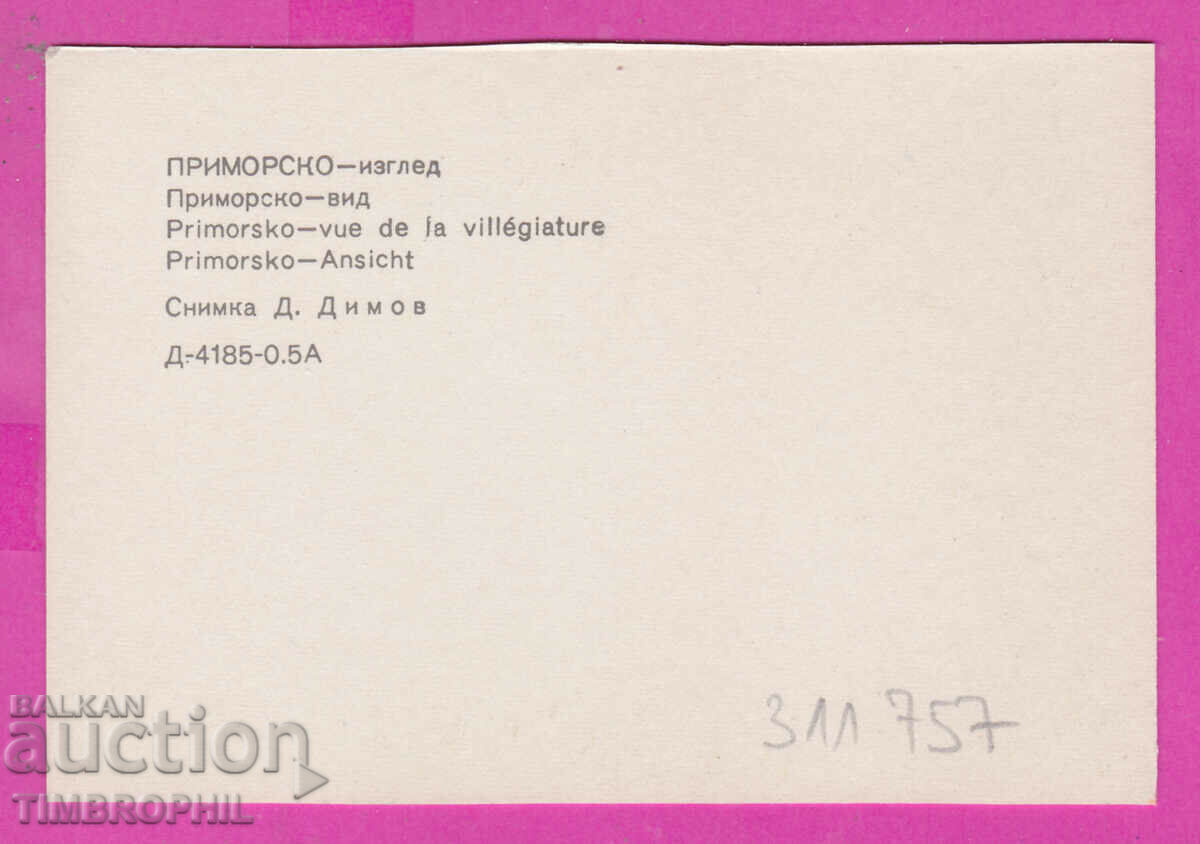 ПРИМОРСКО—изглед
Приморско—вид
Primorsko—vue de la villégiature
Primorsko—Ansicht
Снимка Д. Димов
Д-4185-0.5А
311757
BALKAN
auction
TIMBROPHIL